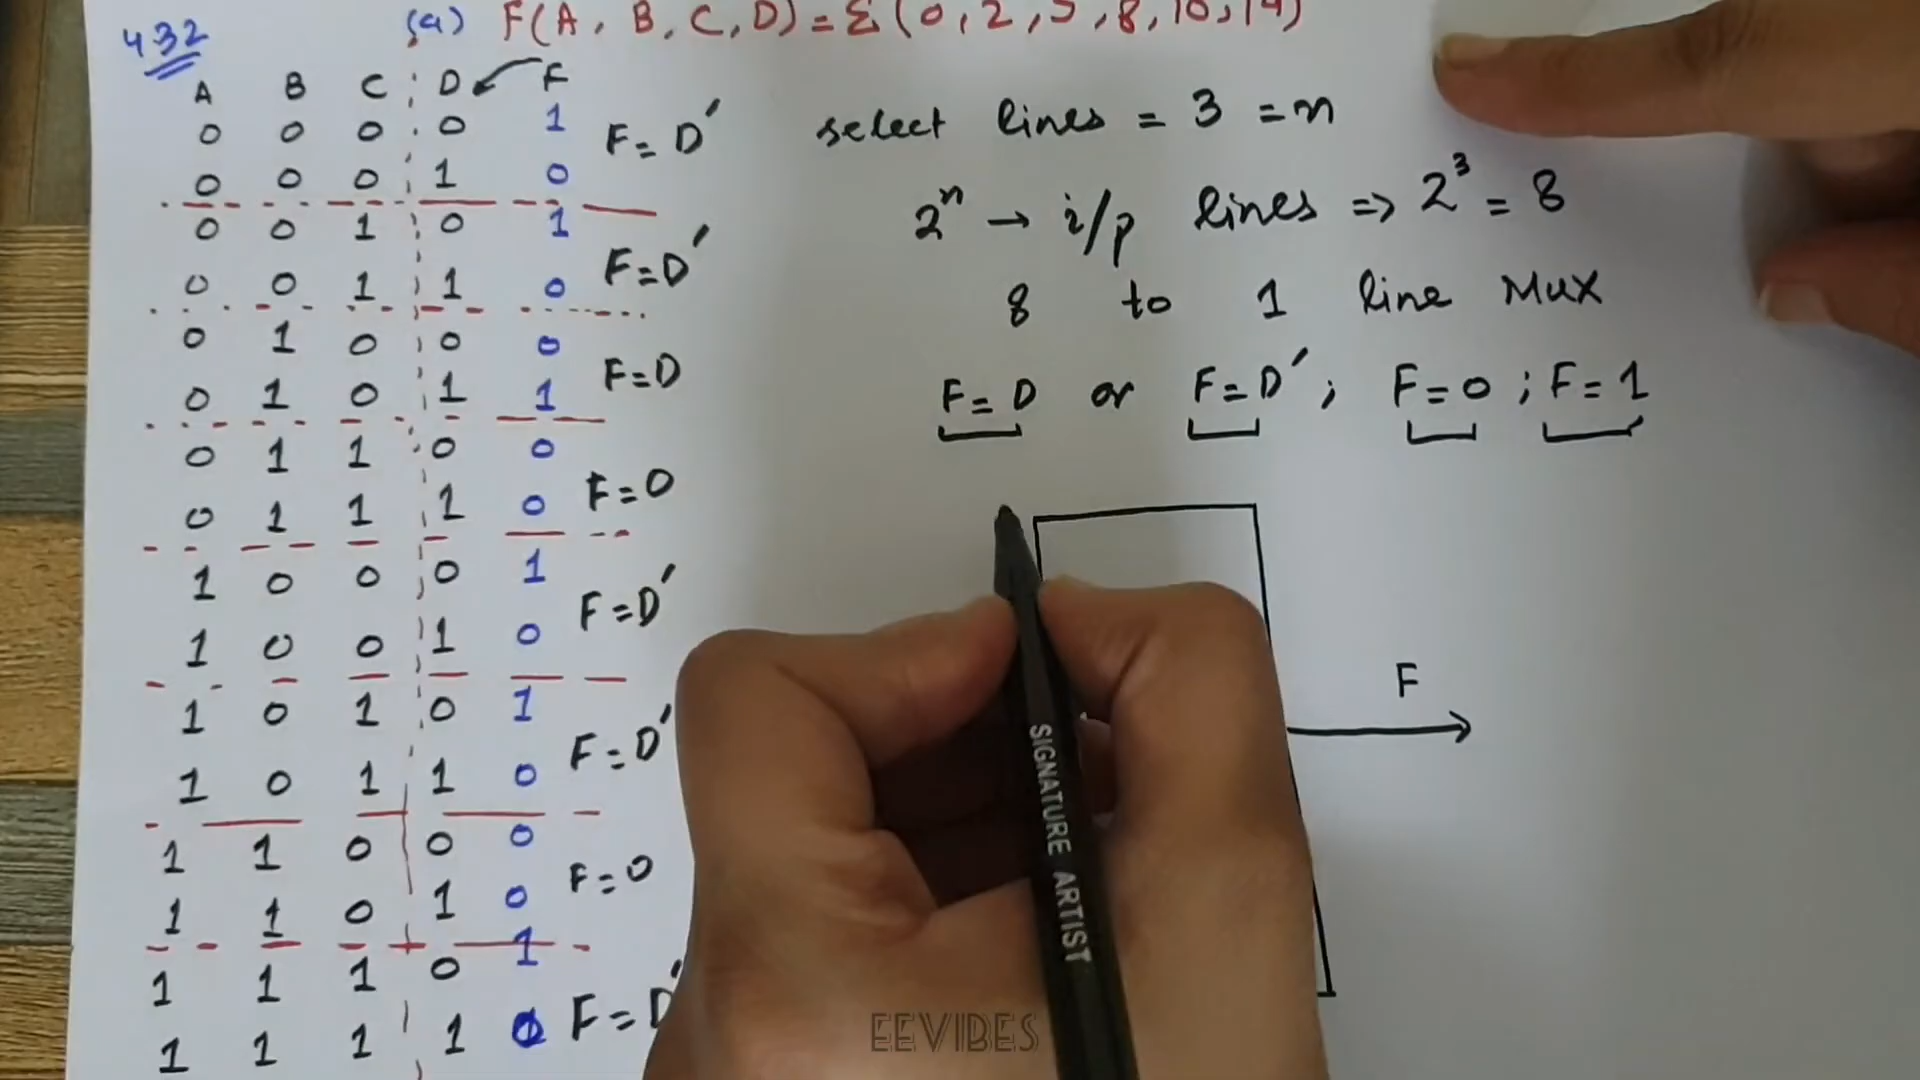 432 (a) F(A, B, C, D) = Σ(0, 2, 5, 8, 10, 14)
A B C D F
0 0 0 0 1
0 0 0 1 0
F = D'
0 0 1 0 1
0 0 1 1 0
F = D'
0 1 0 0 0
0 1 0 1 1
F = D
0 1 1 0 0
0 1 1 1 0
F = 0
1 0 0 0 1
1 0 0 1 0
F = D'
1 0 1 0 1
1 0 1 1 0
F = D'
1 1 0 0 0
1 1 0 1 0
F = 0
1 1 1 0 1
1 1 1 1 0
F = D'
select lines = 3 = n
2^n → i/p lines => 2^3 = 8
8 to 1 line Mux
F = D or F = D' ; F = 0 ; F = 1
F
SIGNATURE ARTIST
EEVIBES